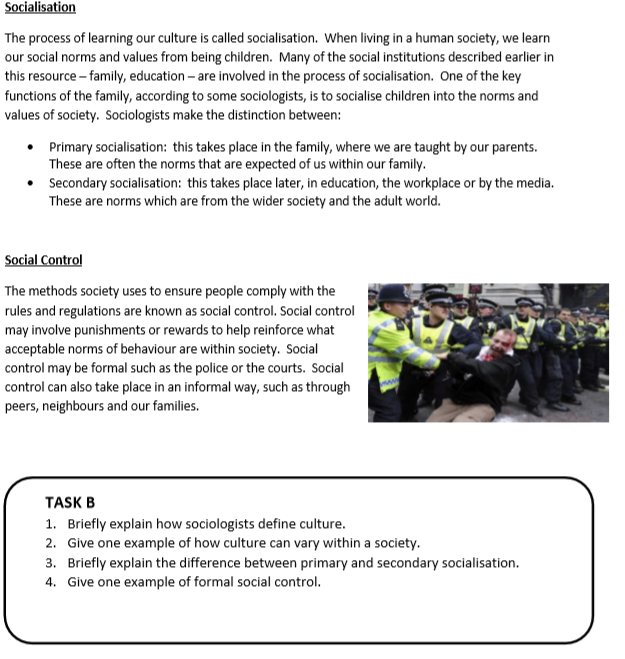 Socialisation
The process of learning our culture is called socialisation.  When living in a human society, we learn
our social norms and values from being children.  Many of the social institutions described earlier in
this resource – family, education – are involved in the process of socialisation.  One of the key
functions of the family, according to some sociologists, is to socialise children into the norms and
values of society.  Sociologists make the distinction between:
• Primary socialisation:  this takes place in the family, where we are taught by our parents.
These are often the norms that are expected of us within our family.
• Secondary socialisation:  this takes place later, in education, the workplace or by the media.
These are norms which are from the wider society and the adult world.
Social Control
The methods society uses to ensure people comply with the
rules and regulations are known as social control. Social control
may involve punishments or rewards to help reinforce what
acceptable norms of behaviour are within society.  Social
control may be formal such as the police or the courts.  Social
control can also take place in an informal way, such as through
peers, neighbours and our families.
TASK B
1. Briefly explain how sociologists define culture.
2. Give one example of how culture can vary within a society.
3. Briefly explain the difference between primary and secondary socialisation.
4. Give one example of formal social control.